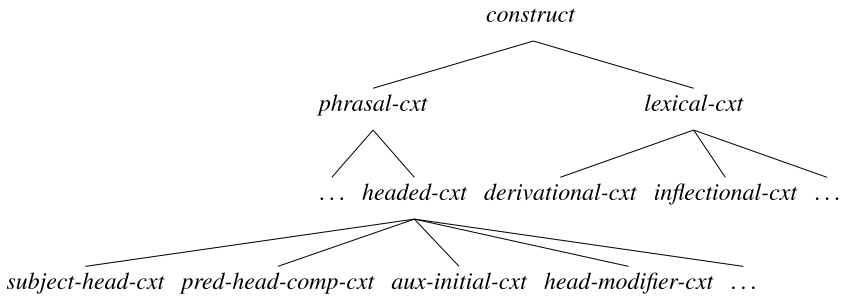 construct
phrasal-cxt lexical-cxt
... headed-cxt derivational-cxt inflectional-cxt ...
subject-head-cxt pred-head-comp-cxt aux-initial-cxt head-modifier-cxt ...